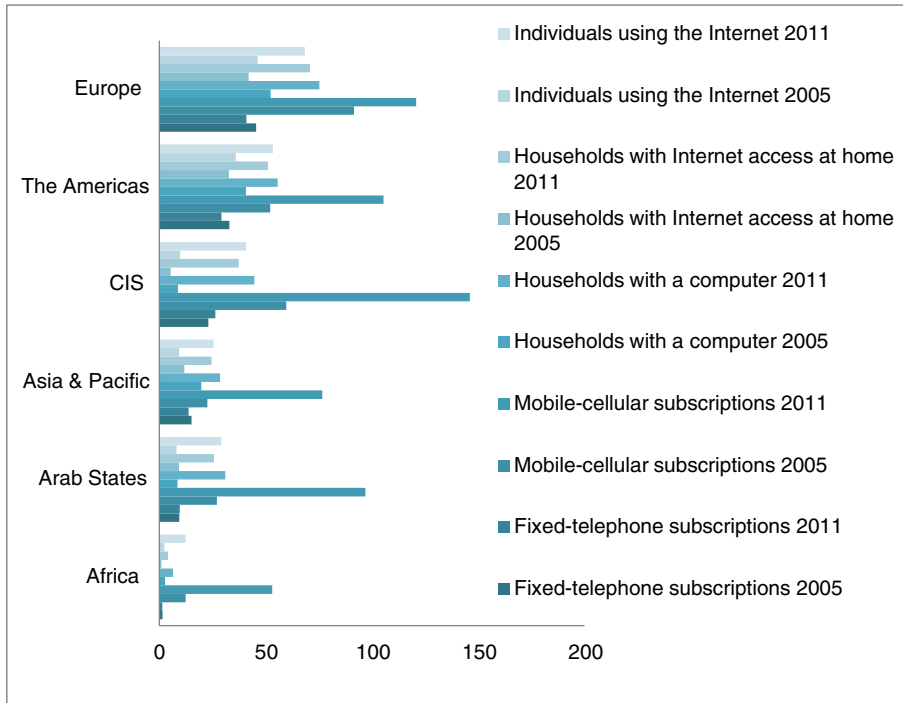 Europe
The Americas
CIS
Asia & Pacific
Arab States
Africa
0 50 100 150 200
Individuals using the Internet 2011
Individuals using the Internet 2005
Households with Internet access at home
2011
Households with Internet access at home
2005
Households with a computer 2011
Households with a computer 2005
Mobile-cellular subscriptions 2011
Mobile-cellular subscriptions 2005
Fixed-telephone subscriptions 2011
Fixed-telephone subscriptions 2005